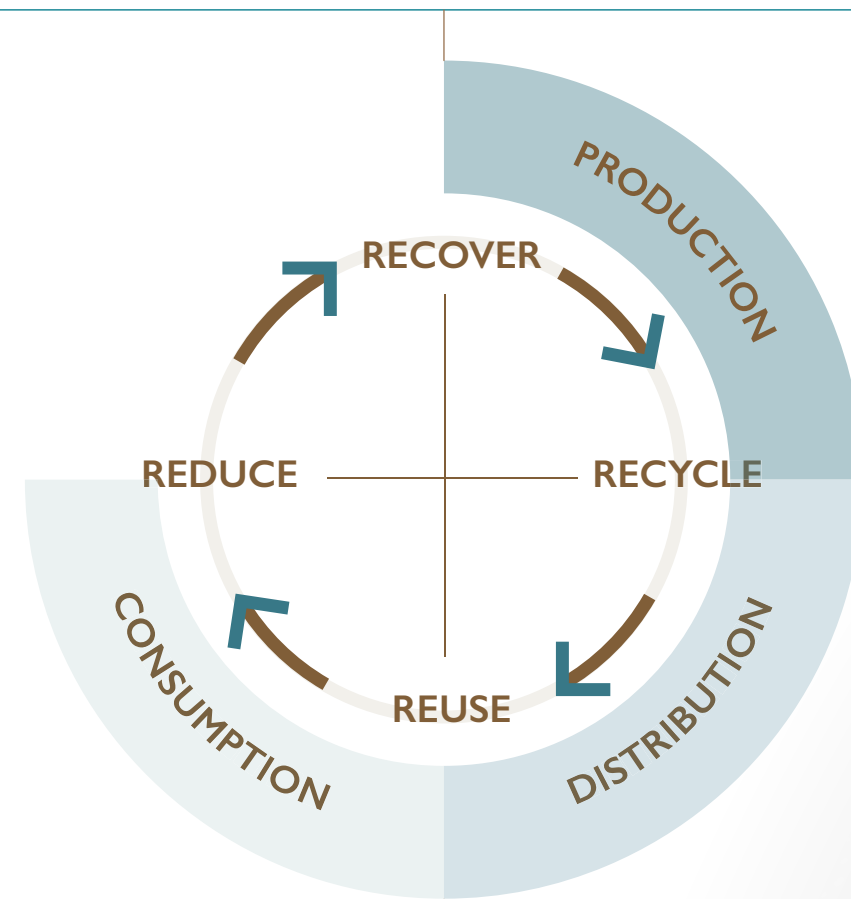 PRODUCTION
RECOVER
REDUCE
RECYCLE
CONSUMPTION
DISTRIBUTION
REUSE